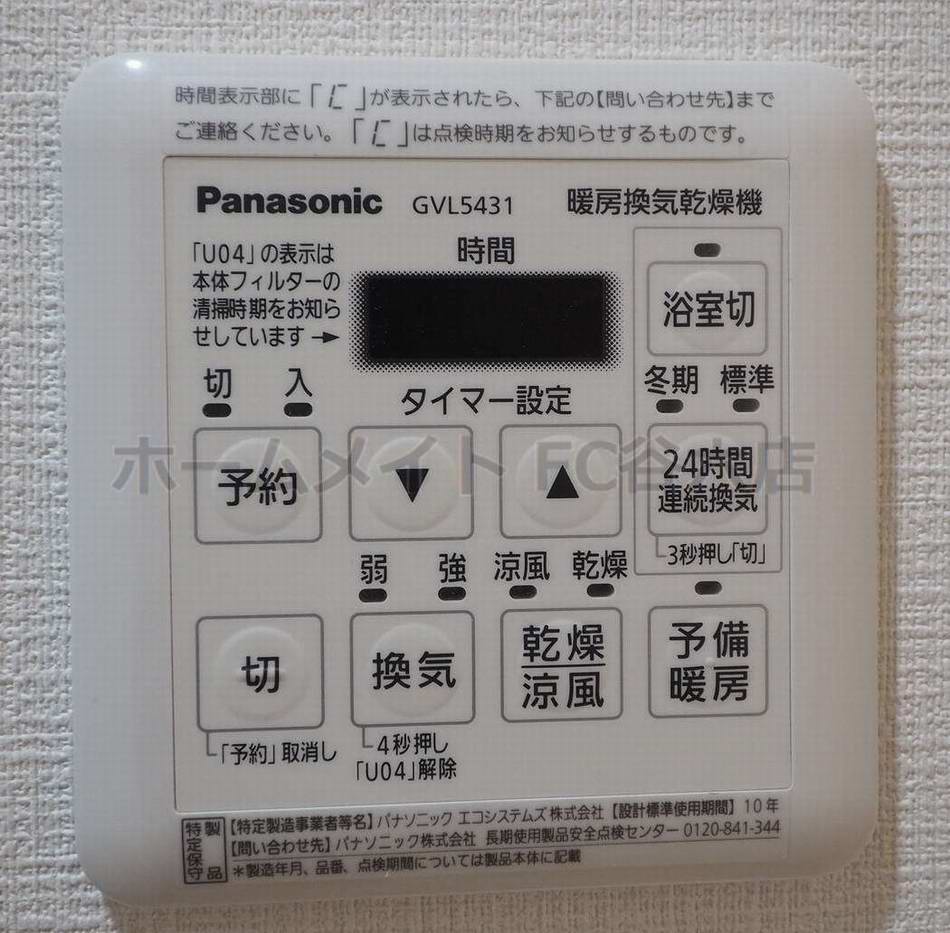 時間表示部に「C」が表示されたら、下記の【問い合わせ先】まで
ご連絡ください。「C」は点検時期をお知らせするものです。
Panasonic GVL5431 暖房換気乾燥機
「U04」の表示は
本体フィルターの
清掃時期をお知ら
せしています→
時間
浴室切
切 入
タイマー設定
冬期 標準
予約
▼
▲
24時間
連続換気
3秒押し「切」
弱 強 涼風 乾燥
切
換気
乾燥
涼風
予備
暖房
「予約」取消し
4秒押し
「U04」解除
特定保守製品
【特定製造事業者等名】パナソニック エコシステムズ株式会社 【設計標準使用期間】10年
【問い合わせ先】パナソニック株式会社 長期使用製品安全点検センター 0120-841-344
＊製造年月、品番、点検期間については製品本体に記載
ホームメイトFC谷 店